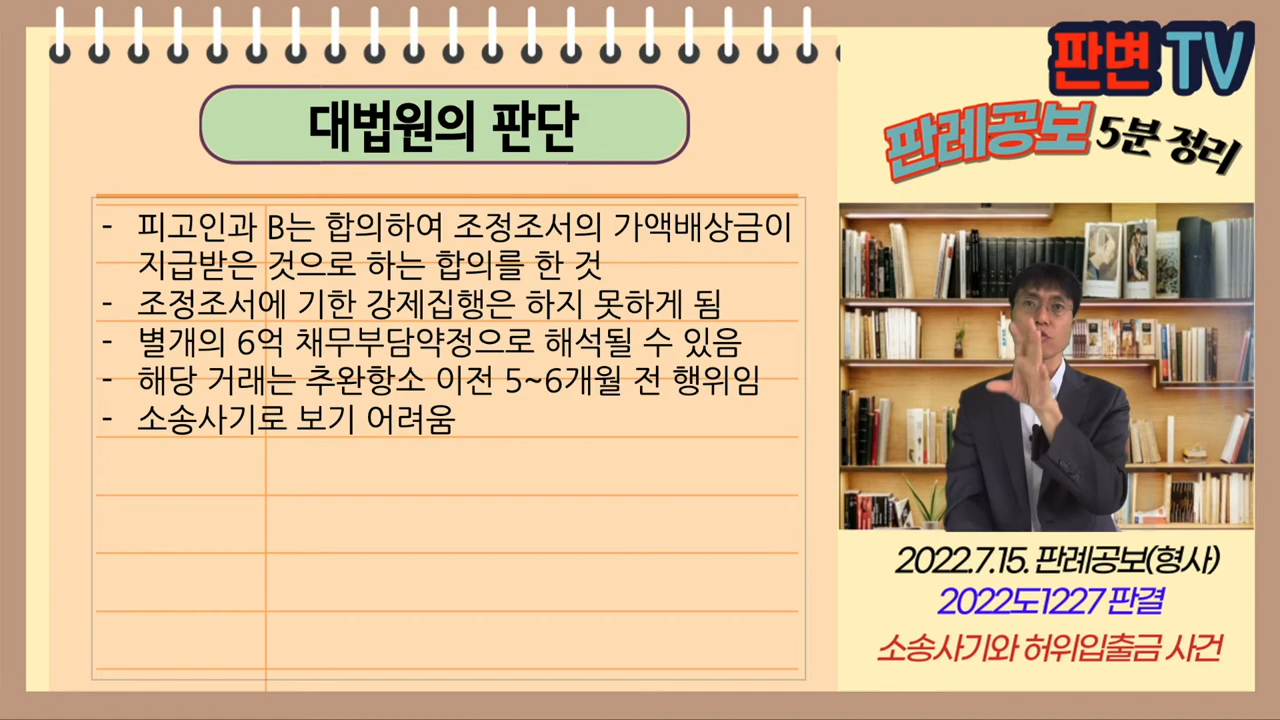 판변 TV
판례공보 5분 정리
대법원의 판단
- 피고인과 B는 합의하여 조정조서의 가액배상금이
지급받은 것으로 하는 합의를 한 것
- 조정조서에 기한 강제집행은 하지 못하게 됨
- 별개의 6억 채무부담약정으로 해석될 수 있음
- 해당 거래는 추완항소 이전 5~6개월 전 행위임
- 소송사기로 보기 어려움
2022.7.15. 판례공보(형사)
2022도1227 판결
소송사기와 허위입출금 사건